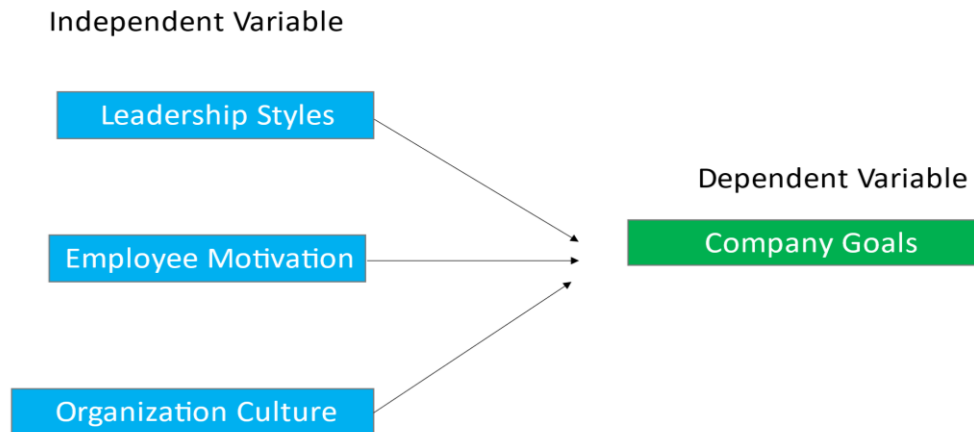 Independent Variable
Leadership Styles
Dependent Variable
Employee Motivation
Company Goals
Organization Culture